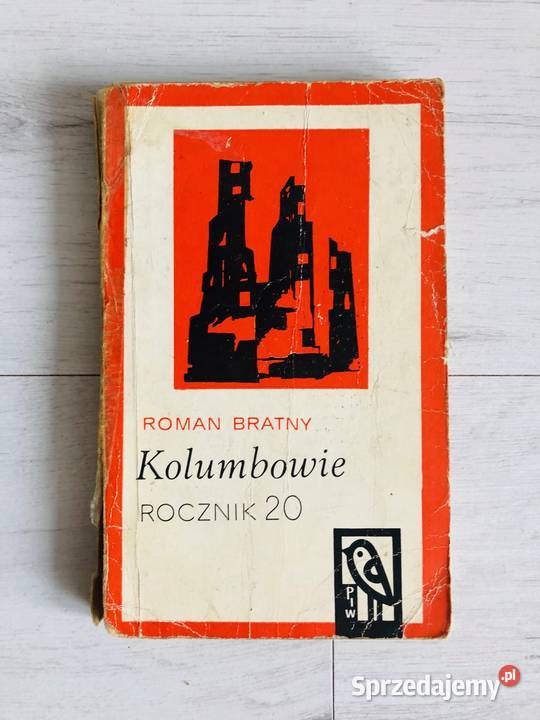 ROMAN BRATNY
Kolumbowie
ROCZNIK 20
PIW
Sprzedajemy.pl